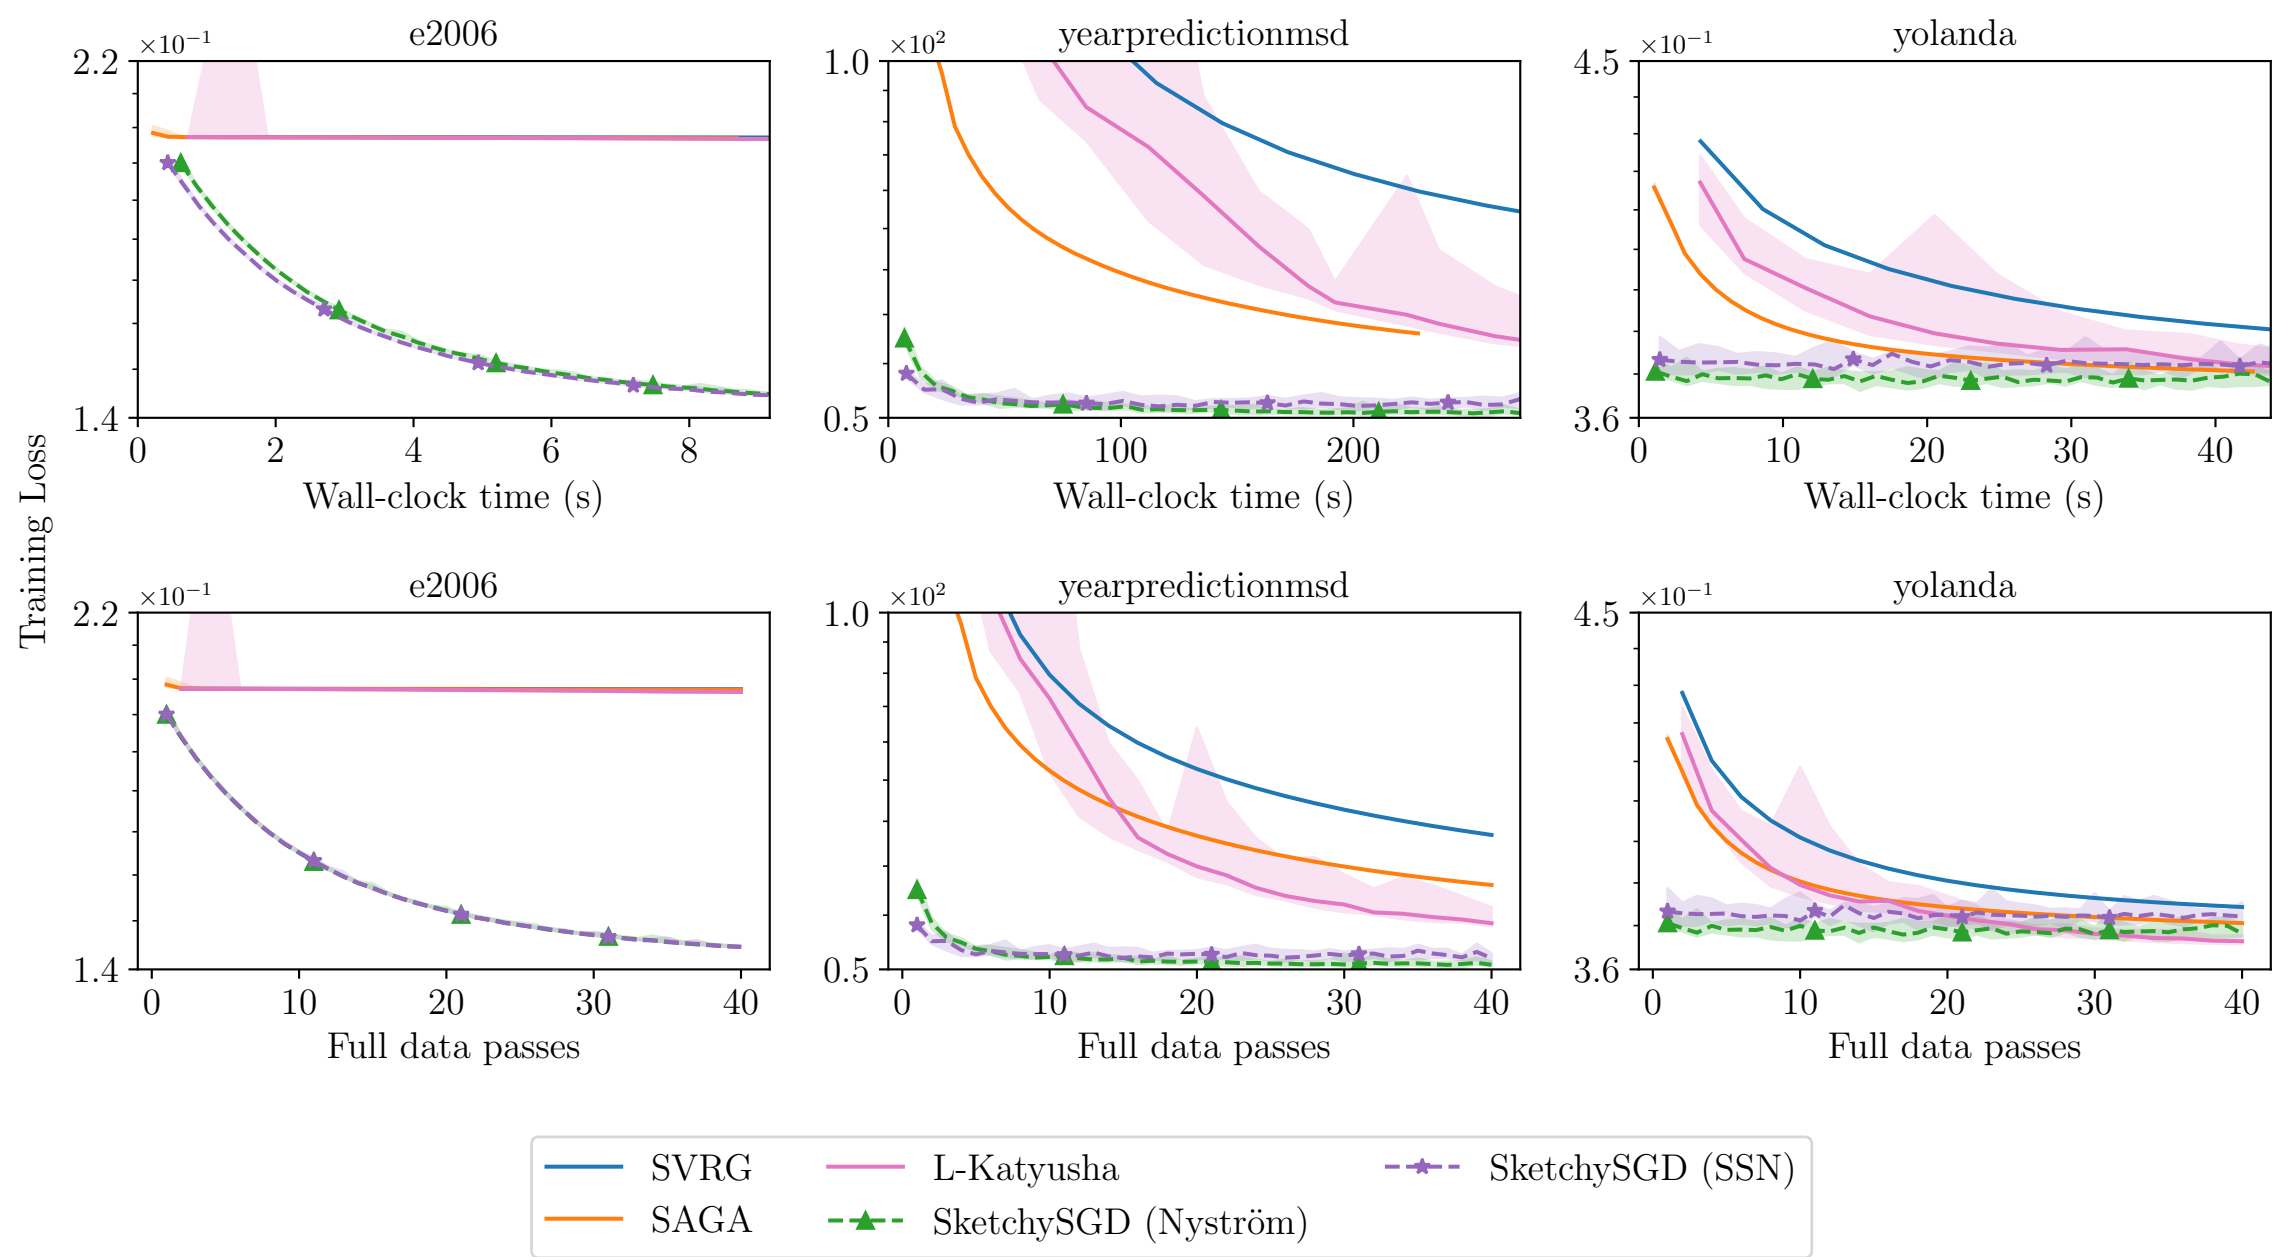 e2006
×10⁻¹
2.2
1.4
0 2 4 6 8
Wall-clock time (s)
yearpredictionmsd
×10²
1.0
0.5
0 100 200
Wall-clock time (s)
yolanda
×10⁻¹
4.5
3.6
0 10 20 30 40
Wall-clock time (s)
Training Loss
e2006
×10⁻¹
2.2
1.4
0 10 20 30 40
Full data passes
yearpredictionmsd
×10²
1.0
0.5
0 10 20 30 40
Full data passes
yolanda
×10⁻¹
4.5
3.6
0 10 20 30 40
Full data passes
SVRG
SAGA
L-Katyusha
SketchySGD (Nyström)
SketchySGD (SSN)